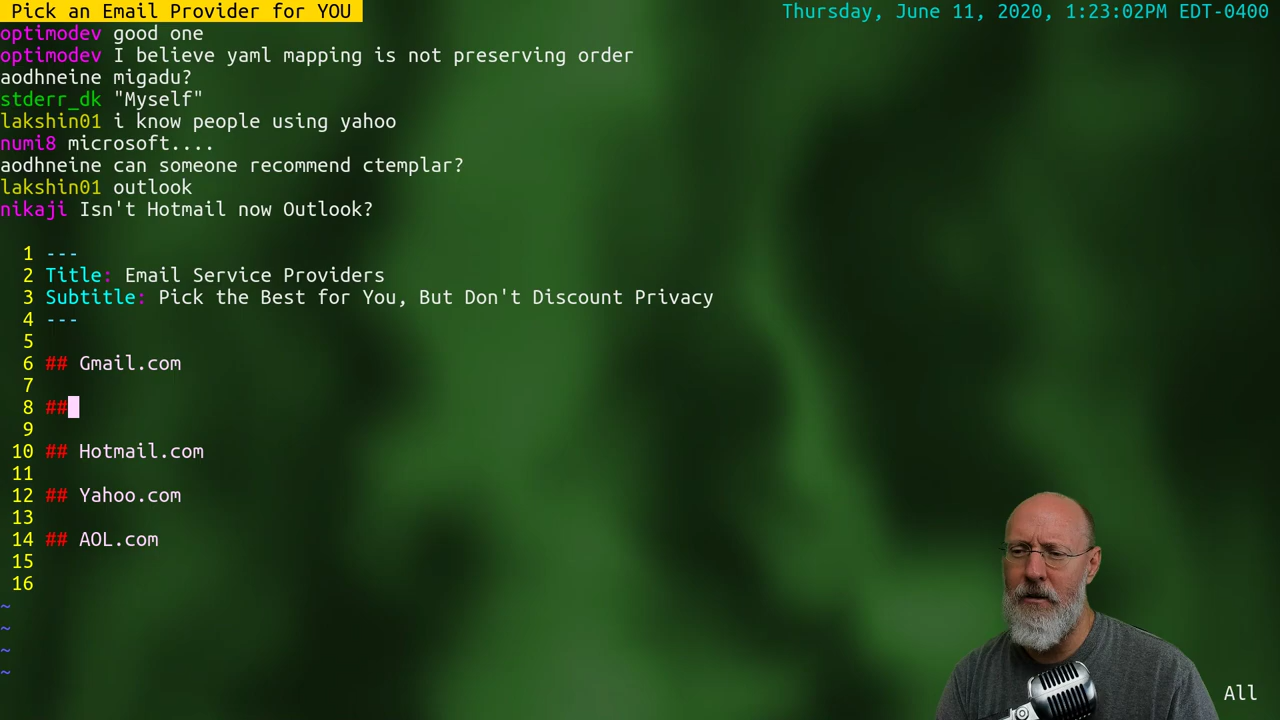 Pick an Email Provider for YOU
Thursday, June 11, 2020, 1:23:02PM EDT-0400
optimodev good one
optimodev I believe yaml mapping is not preserving order
aodhneine migadu?
stderr_dk "Myself"
lakshin01 i know people using yahoo
numi8 microsoft....
aodhneine can someone recommend ctemplar?
lakshin01 outlook
nikaji Isn't Hotmail now Outlook?
1 ---
2 Title: Email Service Providers
3 Subtitle: Pick the Best for You, But Don't Discount Privacy
4 ---
5
6 ## Gmail.com
7
8 ##
9
10 ## Hotmail.com
11
12 ## Yahoo.com
13
14 ## AOL.com
15
16
~
~
~
~
All